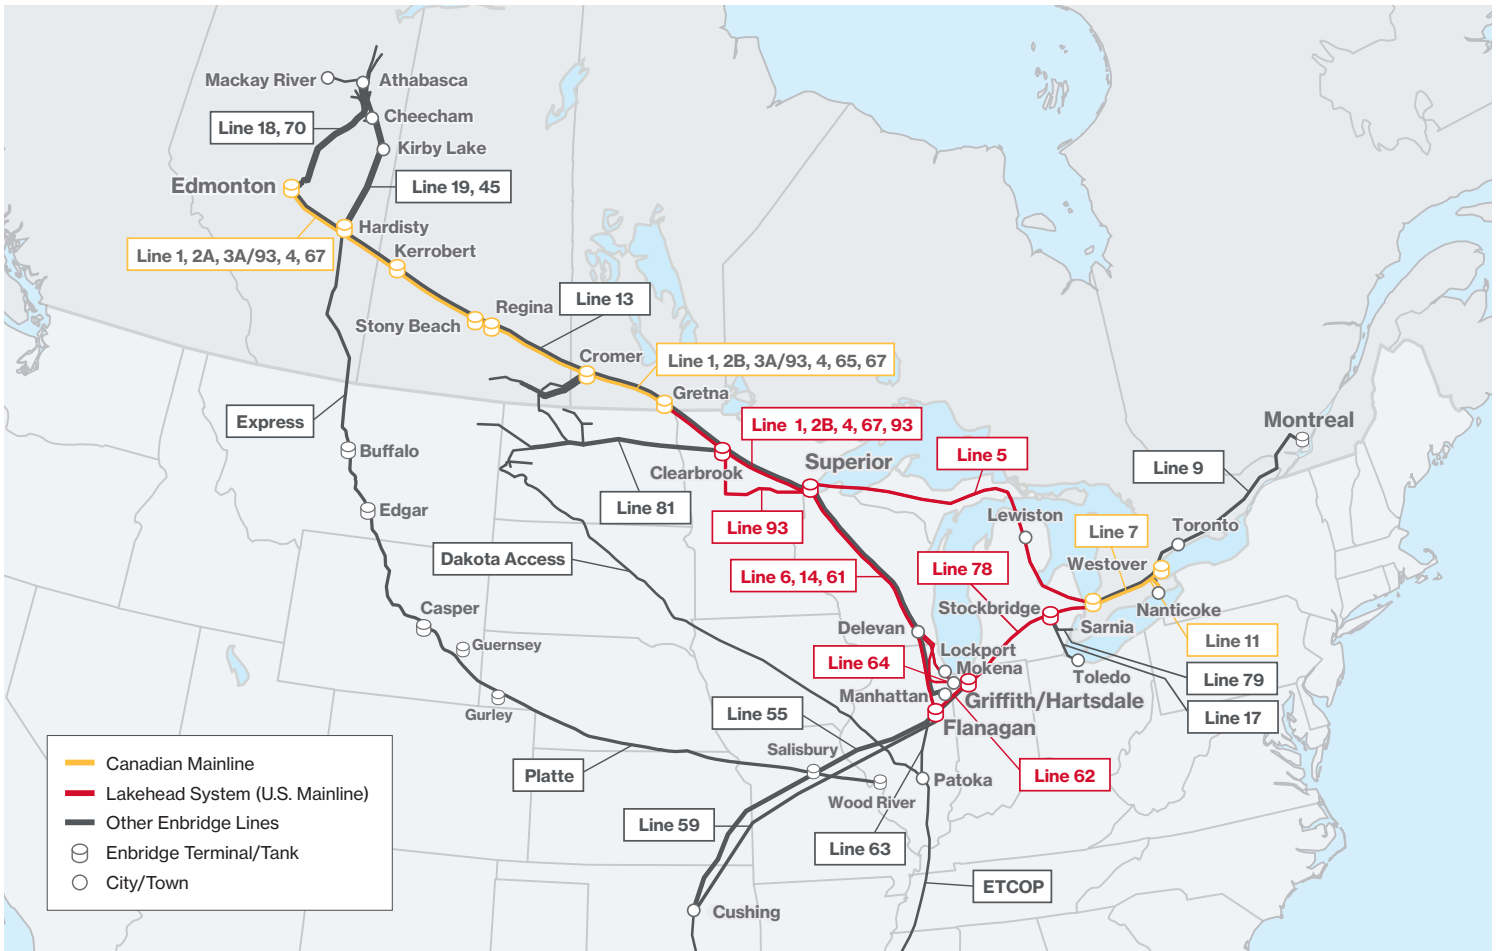 Mackay River
Athabasca
Cheecham
Line 18, 70
Kirby Lake
Edmonton
Line 19, 45
Hardisty
Line 1, 2A, 3A/93, 4, 67
Kerrobert
Line 13
Regina
Stony Beach
Cromer
Line 1, 2B, 3A/93, 4, 65, 67
Gretna
Express
Line 1, 2B, 4, 67, 93
Montreal
Buffalo
Clearbrook
Superior
Line 5
Line 9
Line 81
Edgar
Line 93
Lewiston
Toronto
Line 7
Dakota Access
Westover
Line 6, 14, 61
Line 78
Casper
Stockbridge
Nanticoke
Guernsey
Delevan
Sarnia
Line 11
Lockport
Line 64
Mokena
Toledo
Line 79
Manhattan
Griffith/Hartsdale
Gurley
Line 55
Line 17
Flanagan
Salisbury
Platte
Line 62
Patoka
Wood River
Line 59
Line 63
ETCOP
Cushing
Canadian Mainline
Lakehead System (U.S. Mainline)
Other Enbridge Lines
Enbridge Terminal/Tank
City/Town